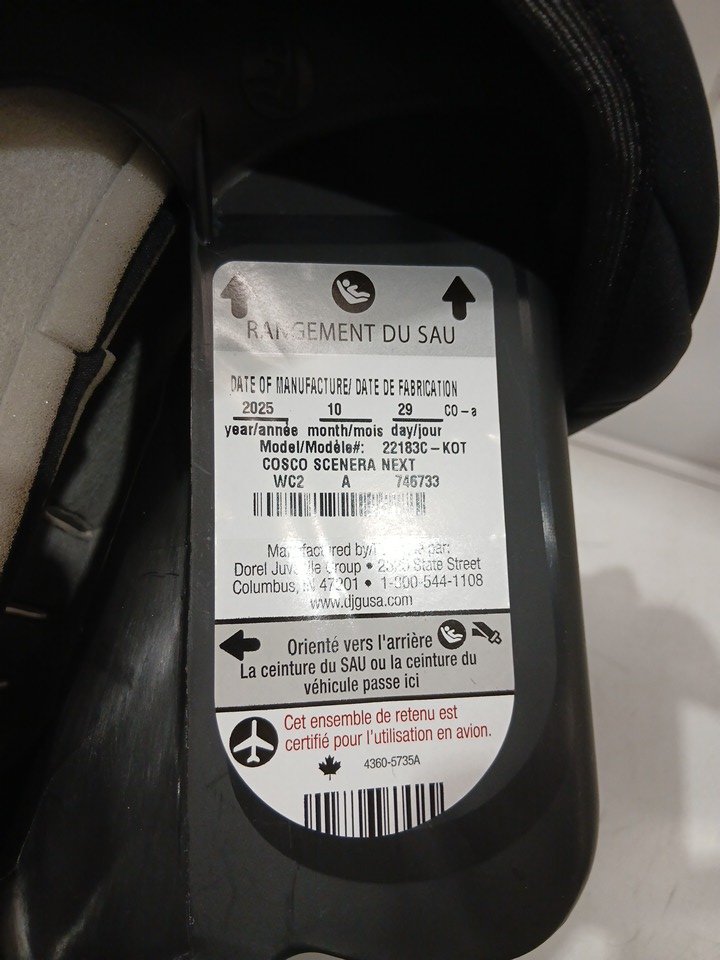 RANGEMENT DU SAU
DATE OF MANUFACTURE/ DATE DE FABRICATION
2025 10 29 CO-a
year/année month/mois day/jour
Model/Modèle#: 22183C-KOT
COSCO SCENERA NEXT
WC2 A 746733
Manufactured par:
Dorel Group • State Street
Columbus, IN 47201 • 1-800-544-1108
www.djgusa.com
Orienté vers l'arrière
La ceinture du SAU ou la ceinture du
véhicule passe ici
Cet ensemble de retenu est
certifié pour l'utilisation en avion.
4360-5735A